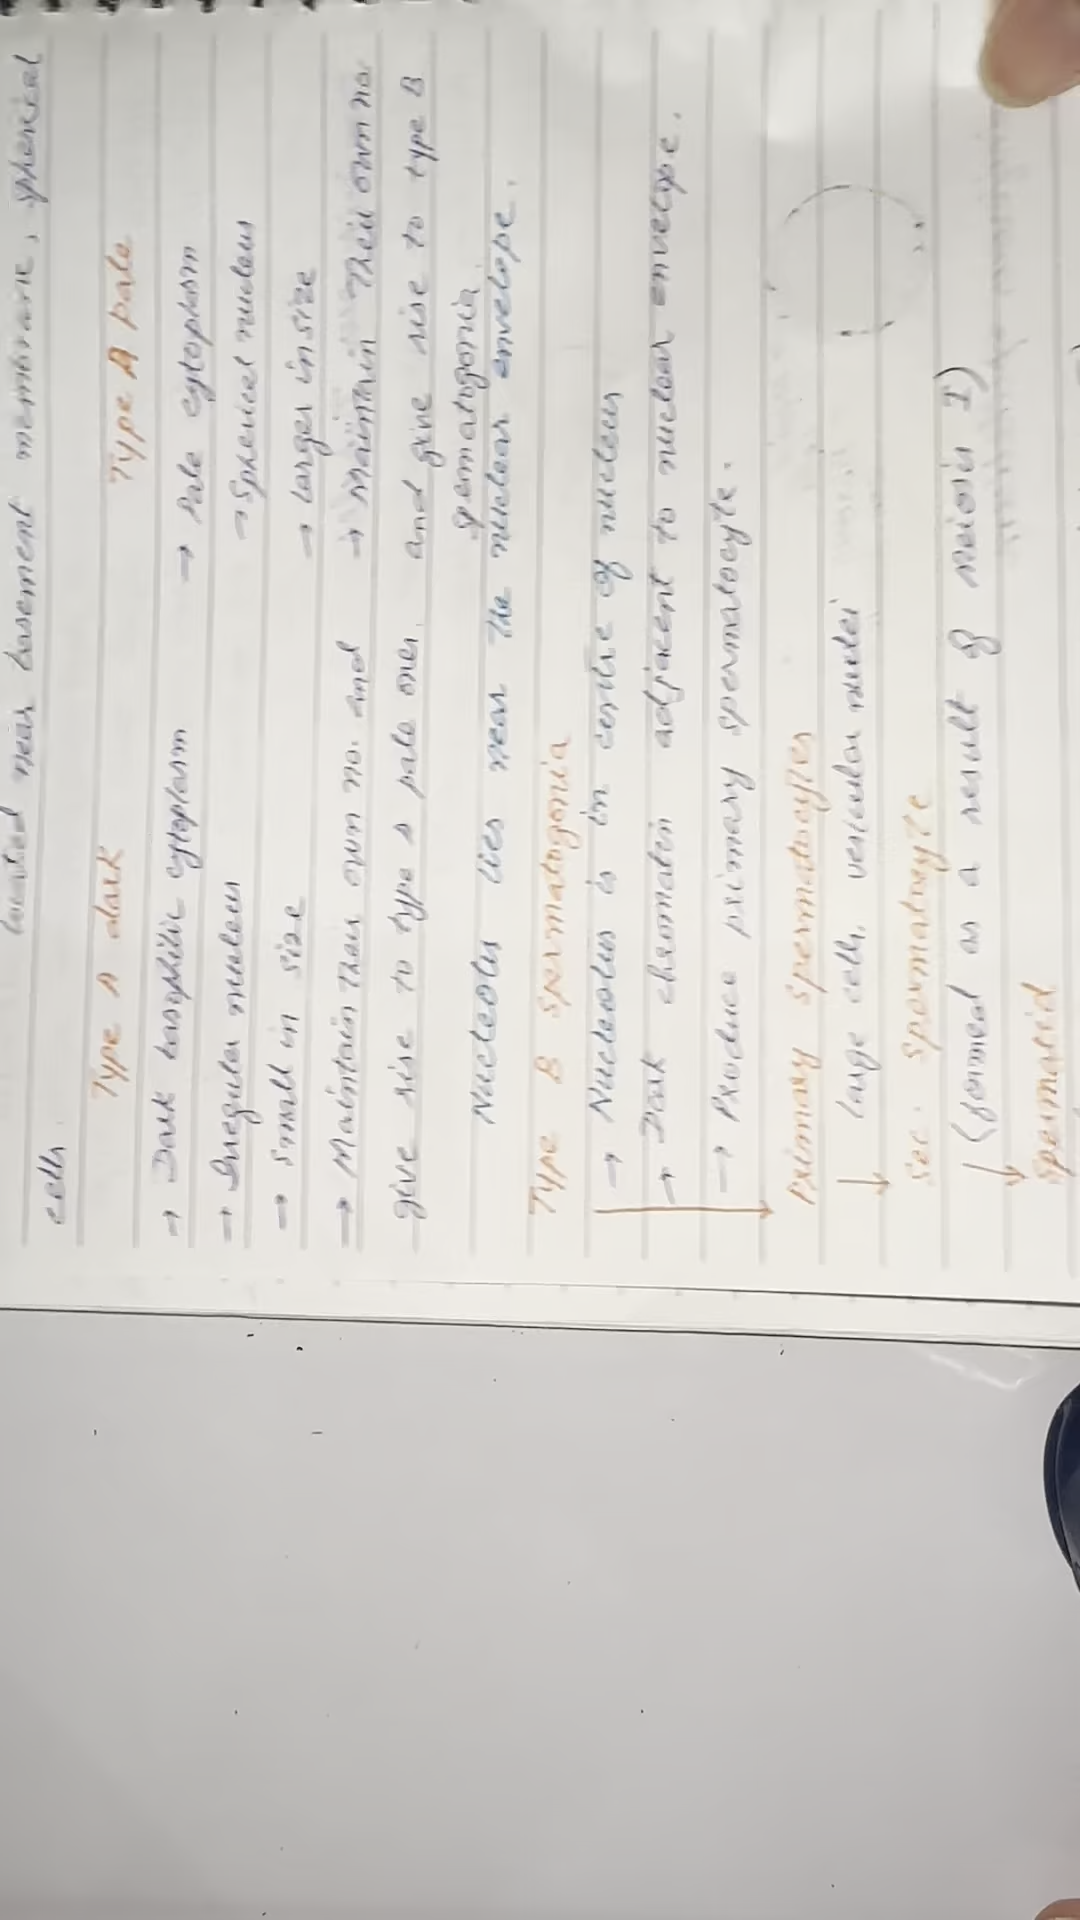 located near basement membrane, spherical
cells.
Type A dark Type A pale
→ Dark basophilic cytoplasm → Pale cytoplasm
→ Irregular nucleus → Spherical nucleus
→ Small in size → Larger in size
→ Maintain their own no. and → Maintain their own no.
give rise to type A pale ones. and give rise to type B
spermatogonia.
Nucleolus lies near the nuclear envelope.
Type B spermatogonia
→ Nucleolus is in centre of nucleus
→ Dark chromatin adjacent to nuclear envelope.
→ Produce primary spermatocyte.
Primary spermatocytes
↓ large cells, vesicular nuclei
Sec. spermatocyte
↓ (formed as a result of Meiosis I)
Spermatid